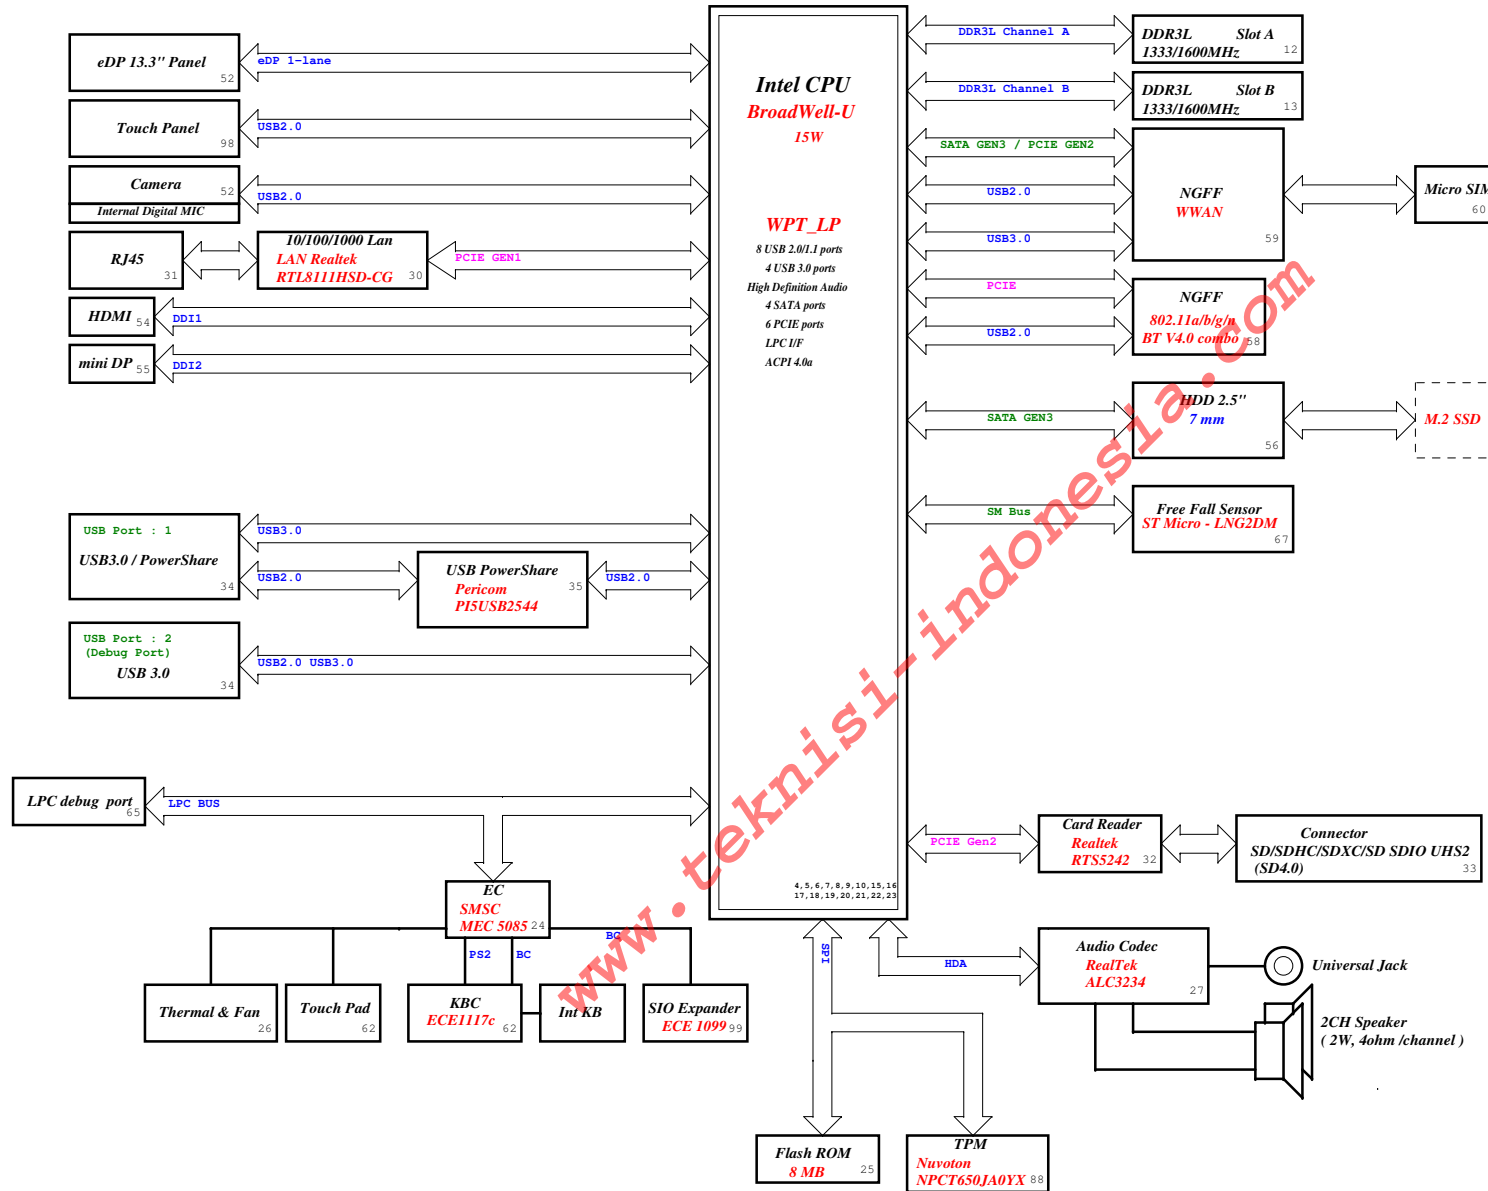 eDP 13.3" Panel
52
eDP 1-lane
Touch Panel
98
USB2.0
Camera
52
Internal Digital MIC
USB2.0
RJ45
31
10/100/1000 Lan
LAN Realtek
RTL8111HSD-CG
30
PCIE GEN1
HDMI
54
DDI1
mini DP
55
DDI2
USB Port : 1
USB3.0 / PowerShare
34
USB3.0
USB2.0
USB PowerShare
Pericom
PI5USB2544
35
USB2.0
USB Port : 2
(Debug Port)
USB 3.0
34
USB2.0 USB3.0
LPC debug port
65
LPC BUS
EC
SMSC
MEC 5085
24
PS2
BC
BC
Thermal & Fan
26
Touch Pad
62
KBC
ECE1117c
62
Int KB
SIO Expander
ECE 1099
99
Intel CPU
BroadWell-U
15W
WPT_LP
8 USB 2.0/1.1 ports
4 USB 3.0 ports
High Definition Audio
4 SATA ports
6 PCIE ports
LPC I/F
ACPI 4.0a
4,5,6,7,8,9,10,15,16
17,18,19,20,21,22,23
DDR3L Channel A
DDR3L Slot A
1333/1600MHz
12
DDR3L Channel B
DDR3L Slot B
1333/1600MHz
13
SATA GEN3 / PCIE GEN2
USB2.0
USB3.0
NGFF
WWAN
59
Micro SIM
60
PCIE
USB2.0
NGFF
802.11a/b/g/n
BT V4.0 combo
58
SATA GEN3
HDD 2.5"
7 mm
56
M.2 SSD
SM Bus
Free Fall Sensor
ST Micro - LNG2DM
67
PCIE Gen2
Card Reader
Realtek
RTS5242
32
Connector
SD/SDHC/SDXC/SD SDIO UHS2
(SD4.0)
33
HDA
Audio Codec
RealTek
ALC3234
27
Universal Jack
2CH Speaker
( 2W, 4ohm /channel )
SPI
Flash ROM
8 MB
25
TPM
Nuvoton
NPCT650JA0YX
88
www.teknisi-indonesia.com